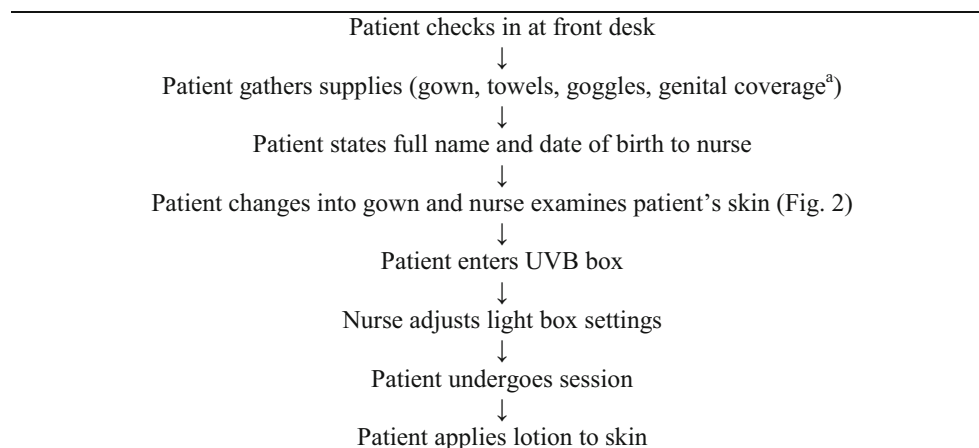 Patient checks in at front desk
↓
Patient gathers supplies (gown, towels, goggles, genital coverageᵃ)
↓
Patient states full name and date of birth to nurse
↓
Patient changes into gown and nurse examines patient’s skin (Fig. 2)
↓
Patient enters UVB box
↓
Nurse adjusts light box settings
↓
Patient undergoes session
↓
Patient applies lotion to skin